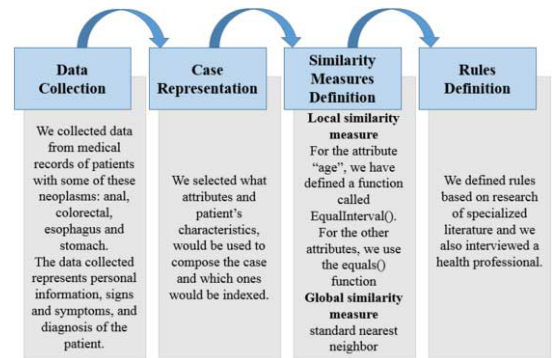 Data
Collection
We collected data
from medical
records of patients
with some of these
neoplasms: anal,
colorectal,
esophagus and
stomach.
The data collected
represents personal
information, signs
and symptoms, and
diagnosis of the
patient.
Case
Representation
We selected what
attributes and
patient's
characteristics,
would be used to
compose the case
and which ones
would be indexed.
Similarity
Measures
Definition
Local similarity
measure
For the attribute
“age”, we have
defined a function
called
EqualInterval().
For the other
attributes, we use
the equals()
function
Global similarity
measure
standard nearest
neighbor
Rules
Definition
We defined rules
based on research
of specialized
literature and we
also interviewed a
health professional.